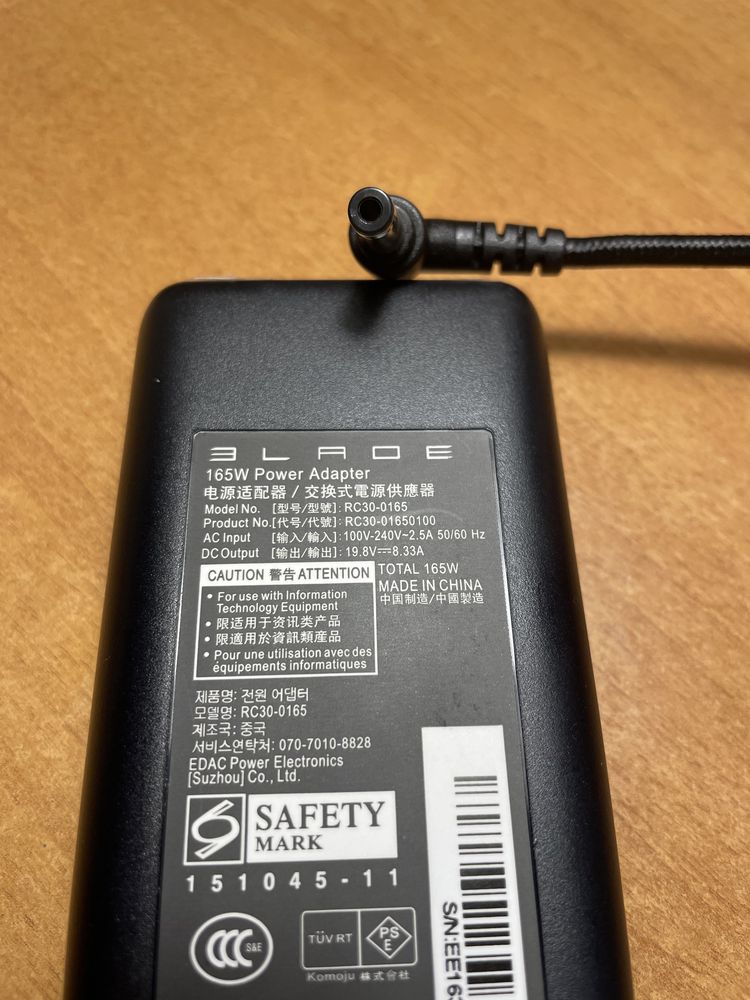 BLADE
165W Power Adapter
电源适配器 / 交換式電源供應器
Model No. [型号/型號]: RC30-0165
Product No.[代号/代號]: RC30-01650100
AC Input [输入/輸入]: 100V-240V~2.5A 50/60 Hz
DC Output [输出/輸出]: 19.8V⎓8.33A
TOTAL 165W
MADE IN CHINA
中国制造/中國製造
CAUTION 警告 ATTENTION
• For use with Information
Technology Equipment
• 限适用于资讯类产品
• 限適用於資訊類産品
• Pour une utilisation avec des
équipements informatiques
제품명: 전원 어댑터
모델명: RC30-0165
제조국: 중국
서비스연락처: 070-7010-8828
EDAC Power Electronics
[Suzhou] Co., Ltd.
SAFETY
MARK
151045-11
CCC S&E
TÜV RT
PS
E
Komoju 株式会社
S/N:EE163